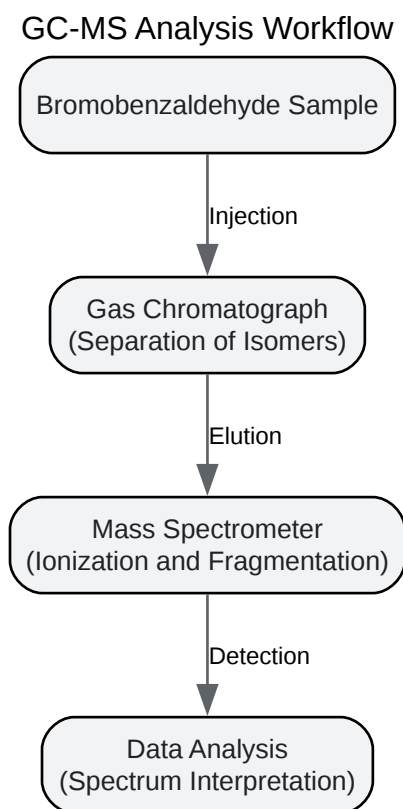 GC-MS Analysis Workflow
Bromobenzaldehyde Sample
Injection
Gas Chromatograph
(Separation of Isomers)
Elution
Mass Spectrometer
(Ionization and Fragmentation)
Detection
Data Analysis
(Spectrum Interpretation)